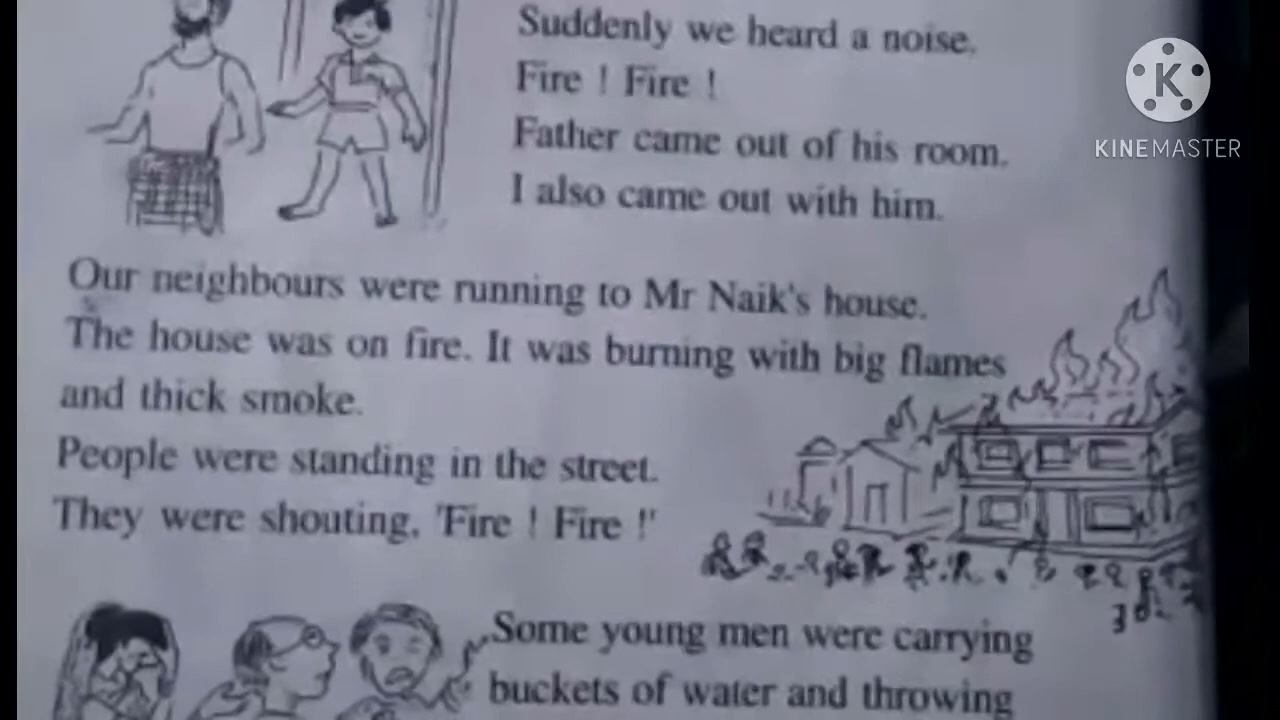 Suddenly we heard a noise.
Fire ! Fire !
Father came out of his room.
I also came out with him.
Our neighbours were running to Mr Naik's house.
The house was on fire. It was burning with big flames
and thick smoke.
People were standing in the street.
They were shouting, 'Fire ! Fire !'
Some young men were carrying
buckets of water and throwing
K
KINEMASTER